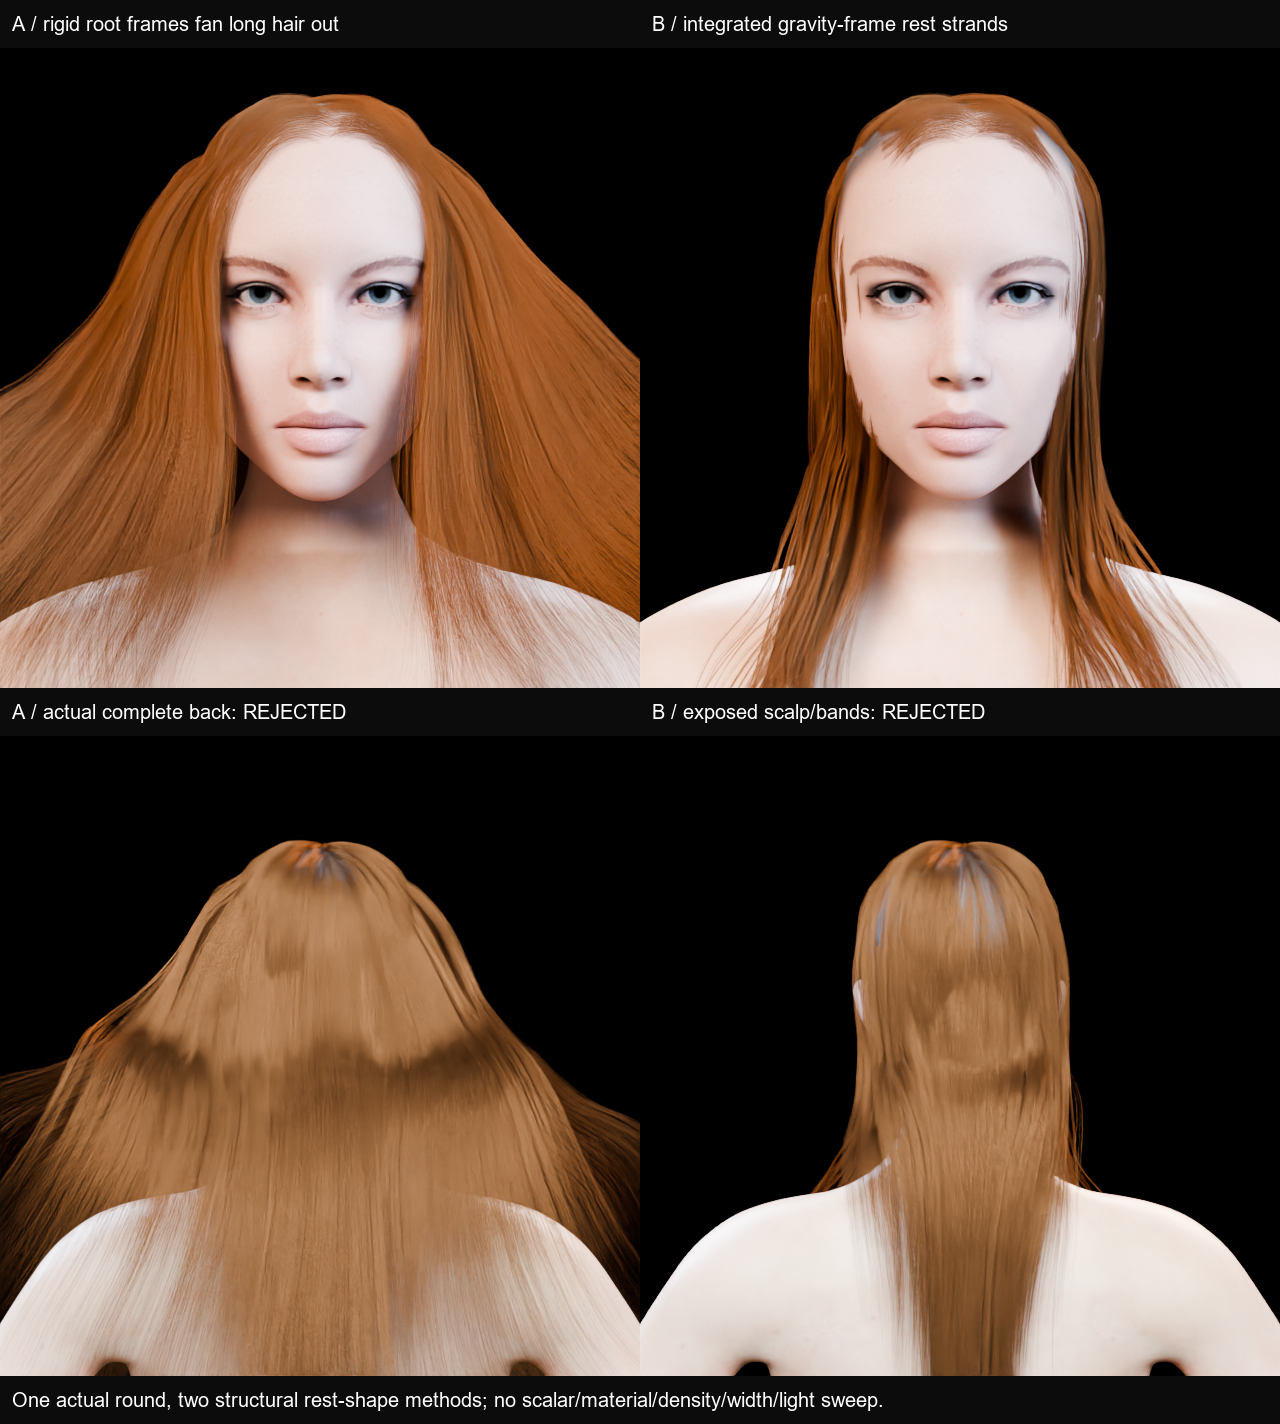 A / rigid root frames fan long hair out
B / integrated gravity-frame rest strands
A / actual complete back: REJECTED
B / exposed scalp/bands: REJECTED
One actual round, two structural rest-shape methods; no scalar/material/density/width/light sweep.